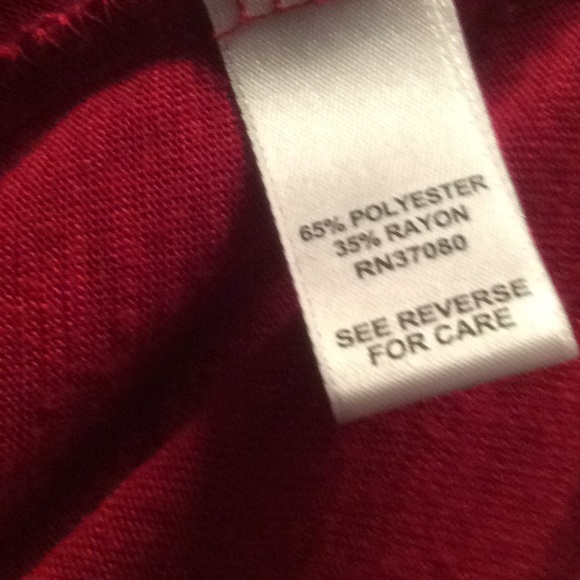 65% POLYESTER
35% RAYON
RN37080
SEE REVERSE
FOR CARE